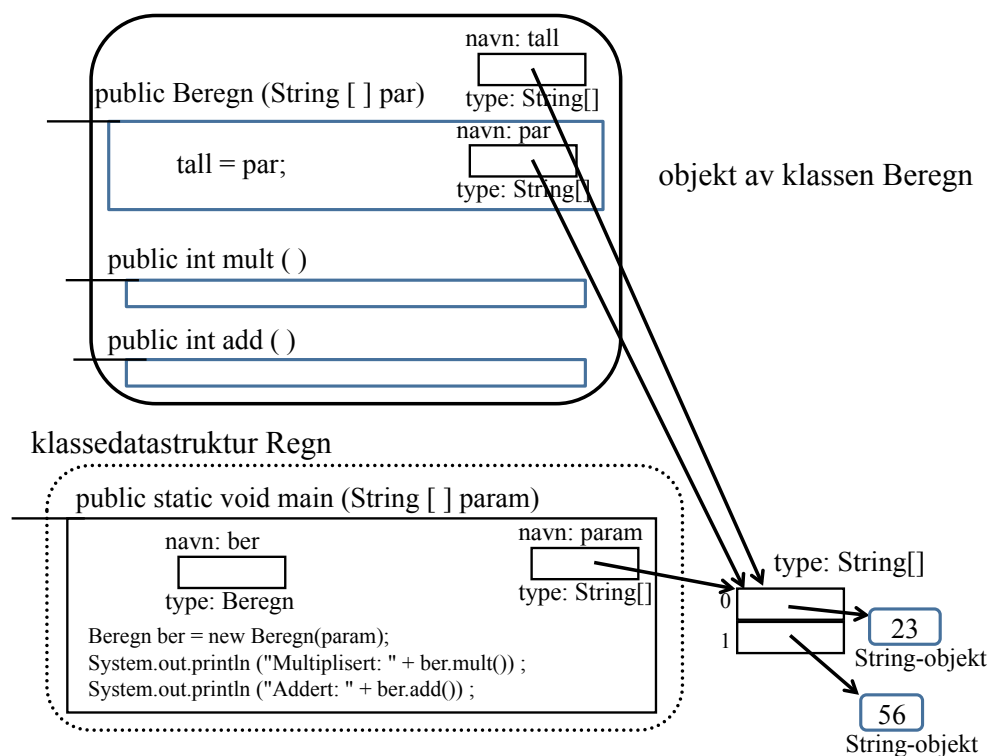 navn: tall
type: String[]
public Beregn (String [ ] par)
navn: par
tall = par;
type: String[]
objekt av klassen Beregn
public int mult ( )
public int add ( )
klassedatastruktur Regn
public static void main (String [ ] param)
navn: ber
type: Beregn
navn: param
type: String[]
Beregn ber = new Beregn(param);
System.out.println ("Multiplisert: " + ber.mult()) ;
System.out.println ("Addert: " + ber.add()) ;
type: String[]
0
1
23
String-objekt
56
String-objekt